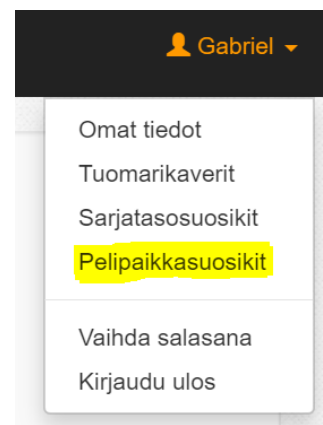 Gabriel
Omat tiedot
Tuomarikaverit
Sarjatasosuosikit
Pelipaikkasuosikit
Vaihda salasana
Kirjaudu ulos